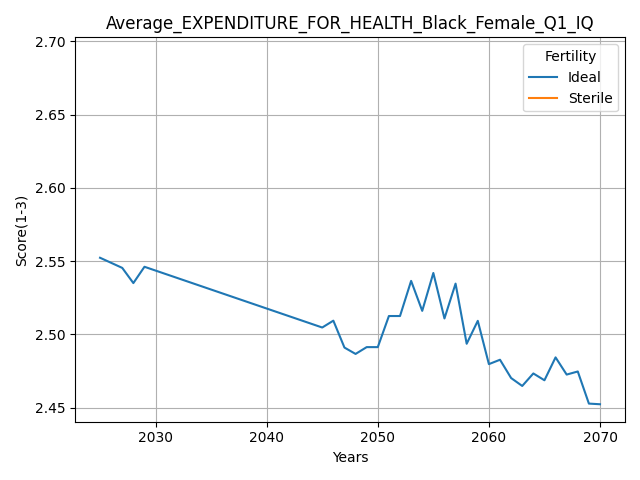 Average_EXPENDITURE_FOR_HEALTH_Black_Female_Q1_IQ
2.70
2.65
2.60
2.55
2.50
2.45
Score(1-3)
Fertility
Ideal
Sterile
2030 2040 2050 2060 2070
Years